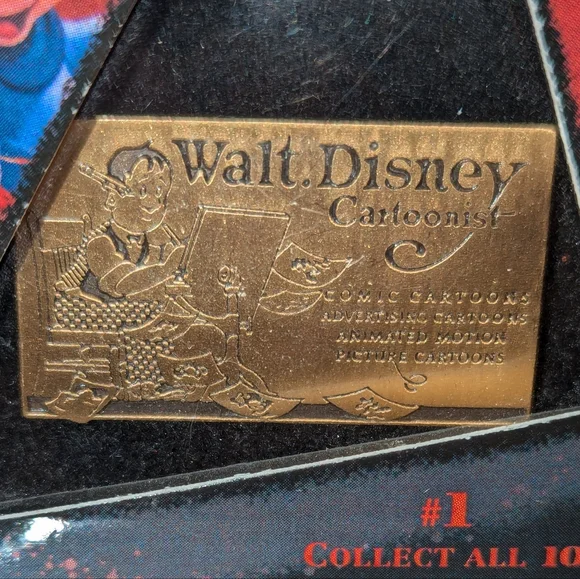 Walt. Disney
Cartoonist
COMIC CARTOONS
ADVERTISING CARTOONS
ANIMATED MOTION
PICTURE CARTOONS
#1
COLLECT ALL 10